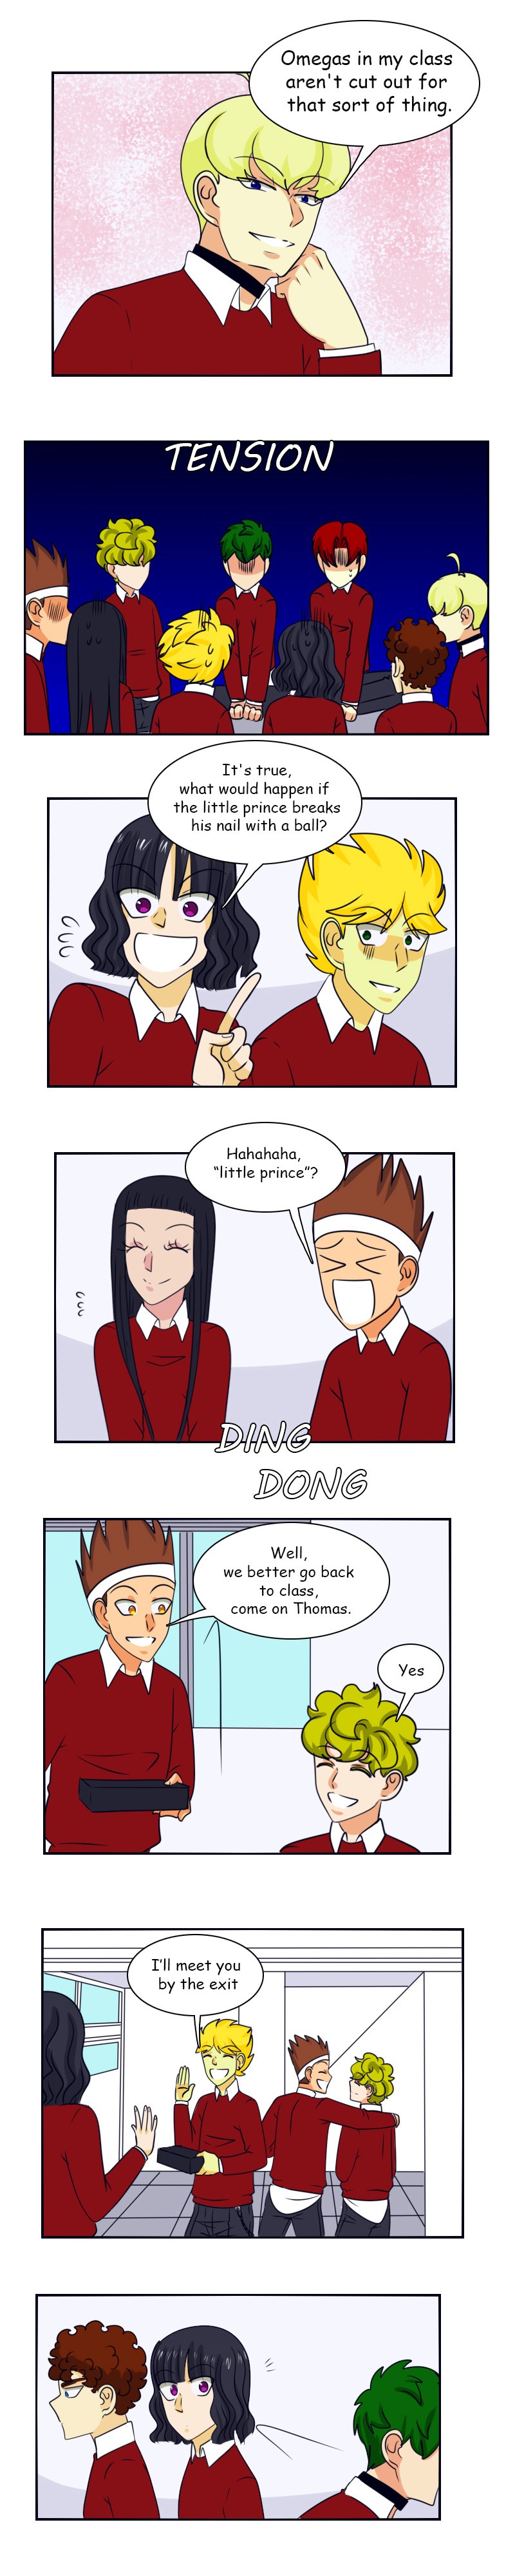 Omegas in my class
aren't cut out for
that sort of thing.
TENSION
It's true,
what would happen if
the little prince breaks
his nail with a ball?
Hahahaha,
“little prince”?
DING
DONG
Well,
we better go back
to class,
come on Thomas.
Yes
I'll meet you
by the exit